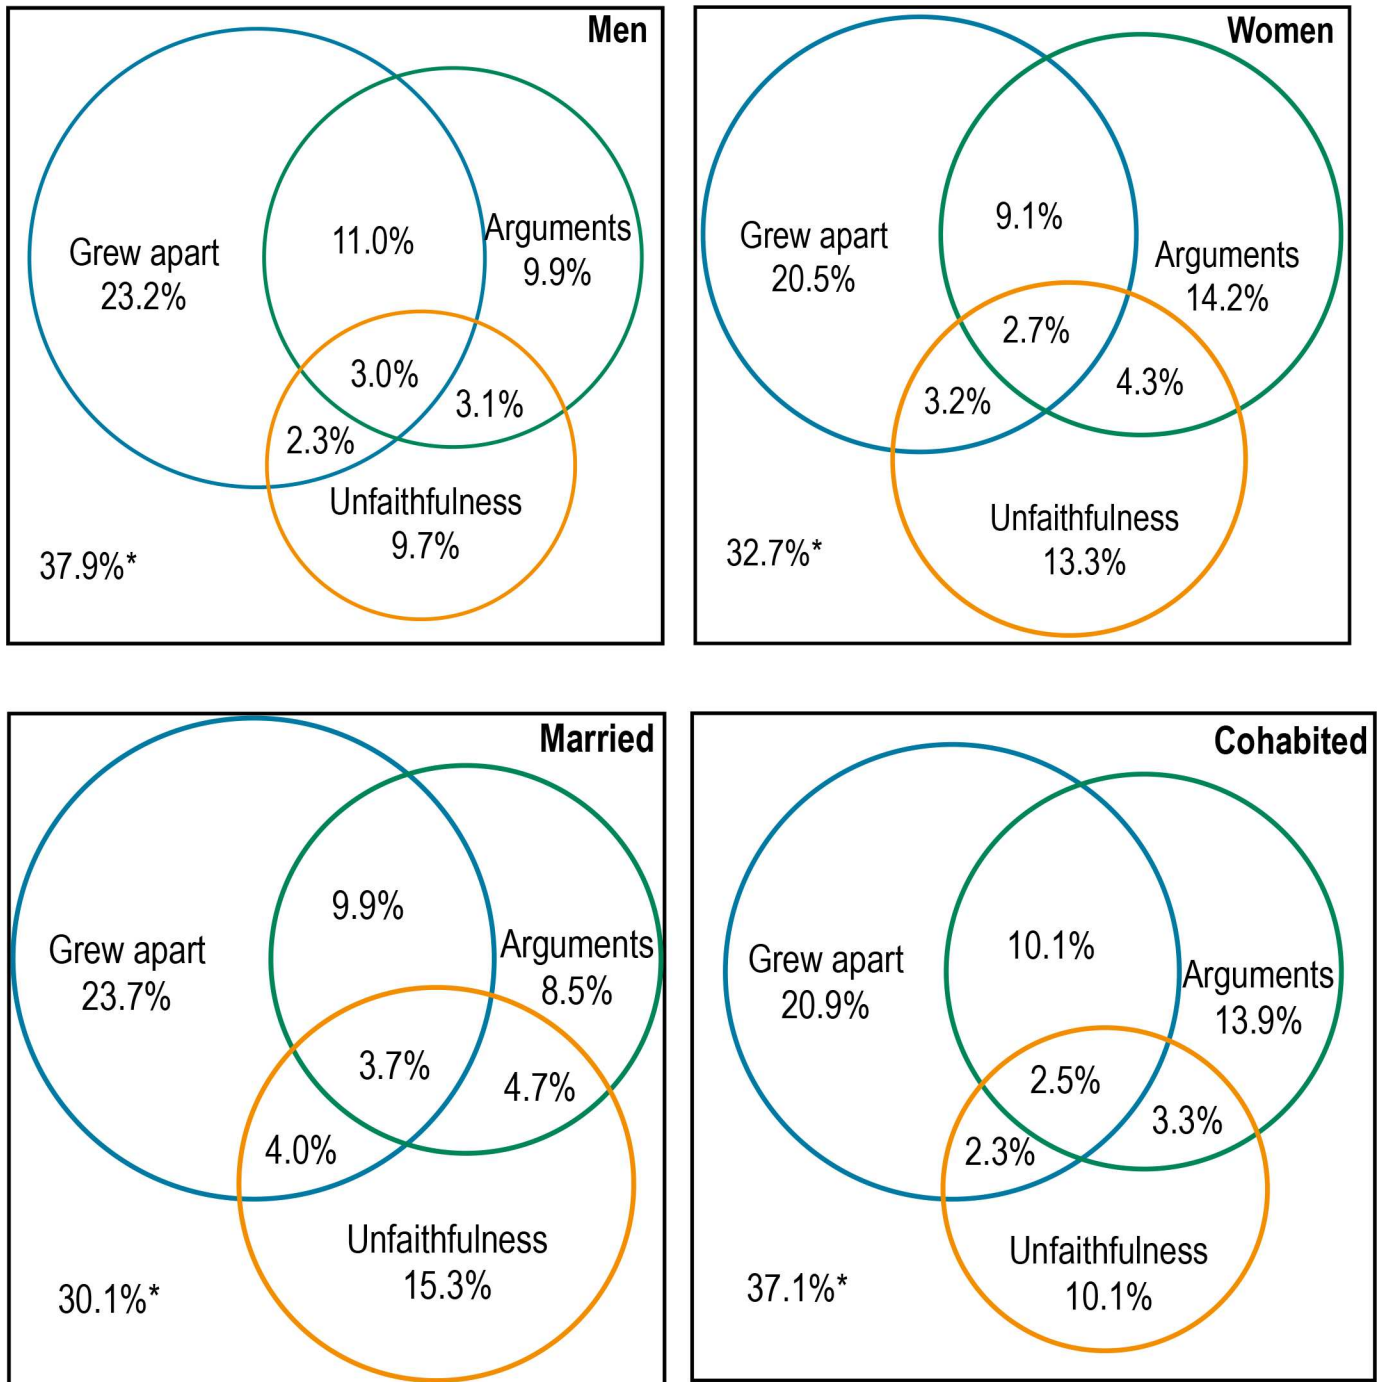 Men
Grew apart
23.2%
11.0%
Arguments
9.9%
3.0%
3.1%
2.3%
Unfaithfulness
9.7%
37.9%*
Women
Grew apart
20.5%
9.1%
Arguments
14.2%
2.7%
4.3%
3.2%
Unfaithfulness
13.3%
32.7%*
Married
Grew apart
23.7%
9.9%
Arguments
8.5%
3.7%
4.7%
4.0%
Unfaithfulness
15.3%
30.1%*
Cohabited
Grew apart
20.9%
10.1%
Arguments
13.9%
2.5%
3.3%
2.3%
Unfaithfulness
10.1%
37.1%*